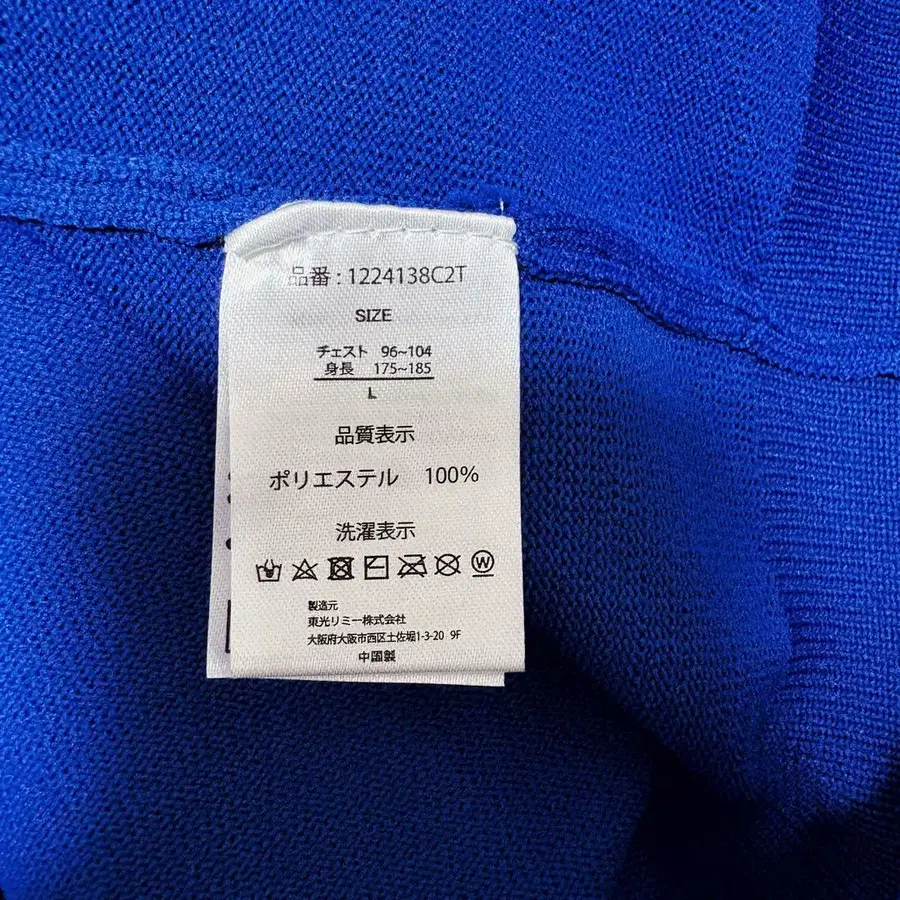 品番 : 1224138C2T
SIZE
チェスト 96~104
身長 175~185
L
品質表示
ポリエステル 100%
洗濯表示
W
製造元
東光リミー株式会社
大阪府大阪市西区土佐堀1-3-20 9F
中国製